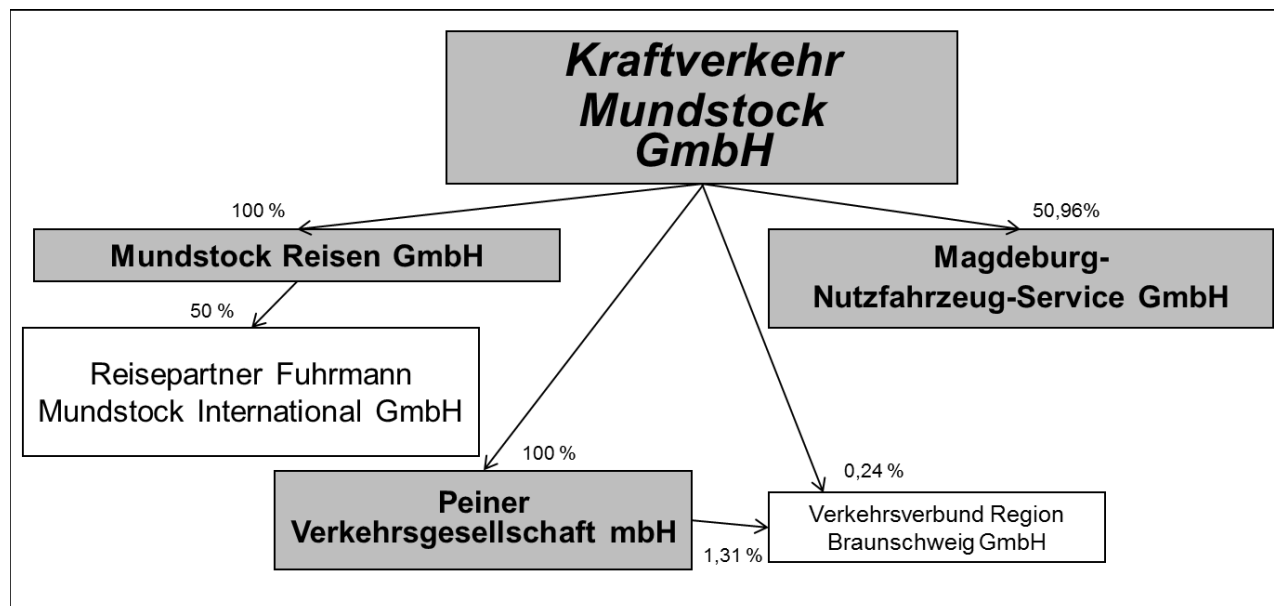 Kraftverkehr
Mundstock
GmbH
100 %
50,96%
Mundstock Reisen GmbH
Magdeburg-
Nutzfahrzeug-Service GmbH
50 %
Reisepartner Fuhrmann
Mundstock International GmbH
100 %
0,24 %
Peiner
Verkehrsgesellschaft mbH
Verkehrsverbund Region
Braunschweig GmbH
1,31 %